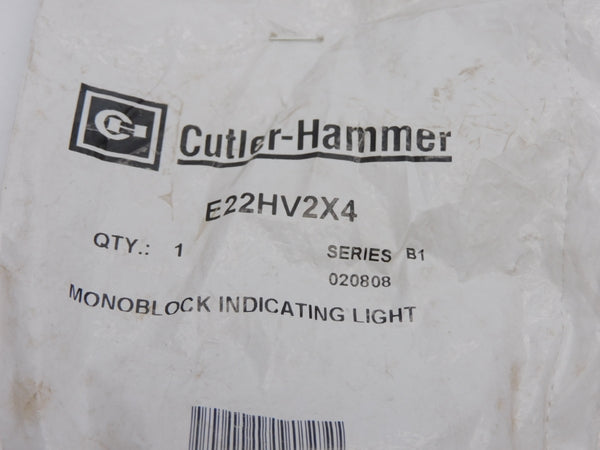 Cutler-Hammer
E22HV2X4
QTY.: 1 SERIES B1
020808
MONOBLOCK INDICATING LIGHT